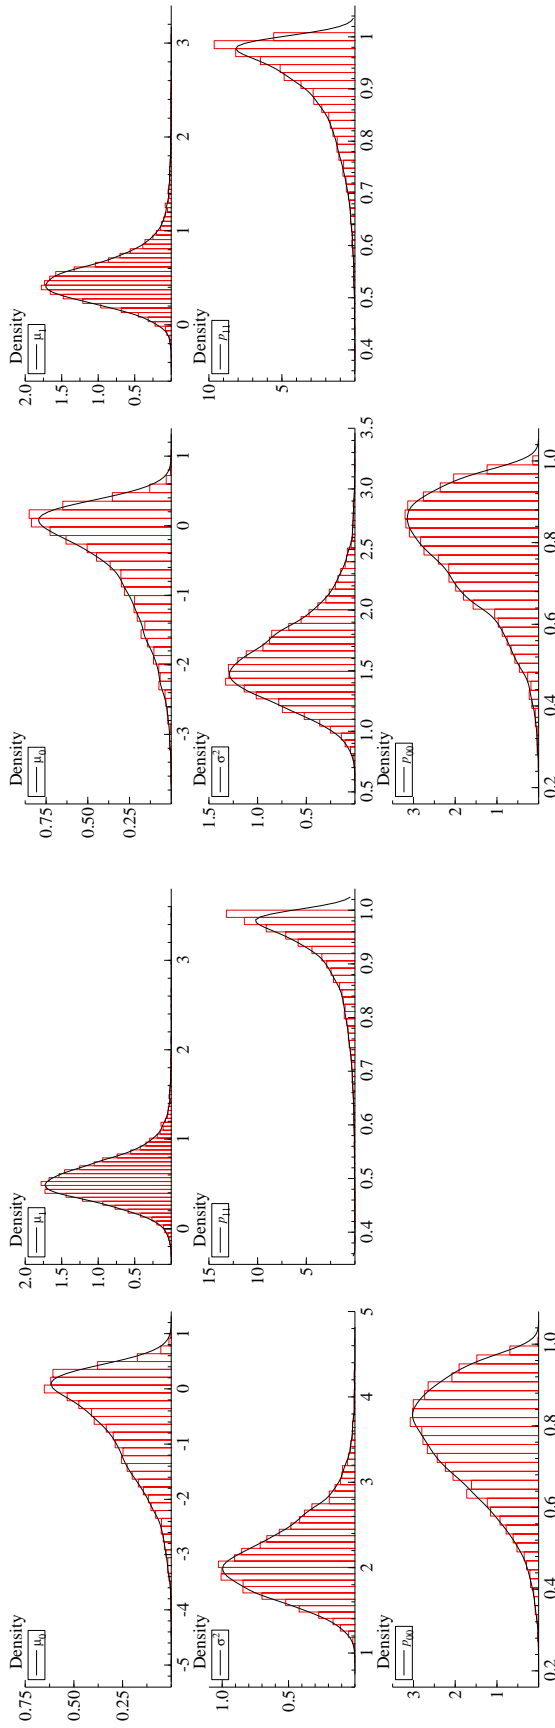 Density
μ₀
0.75
0.50
0.25
-5 -4 -3 -2 -1 0 1
Density
μ₁
2.0
1.5
1.0
0.5
0 1 2 3
Density
σ²
1.0
0.5
1 2 3 4 5
Density
p₁₁
15
10
5
0.4 0.5 0.6 0.7 0.8 0.9 1.0
Density
p₀₀
3
2
1
0.2 0.4 0.6 0.8 1.0
Density
μ₀
0.75
0.50
0.25
-3 -2 -1 0 1
Density
μ₁
2.0
1.5
1.0
0.5
0 1 2 3
Density
σ²
1.5
1.0
0.5
0.5 1.0 1.5 2.0 2.5 3.0 3.5
Density
p₁₁
10
5
0.4 0.5 0.6 0.7 0.8 0.9 1
Density
p₀₀
3
2
1
0.2 0.4 0.6 0.8 1.0